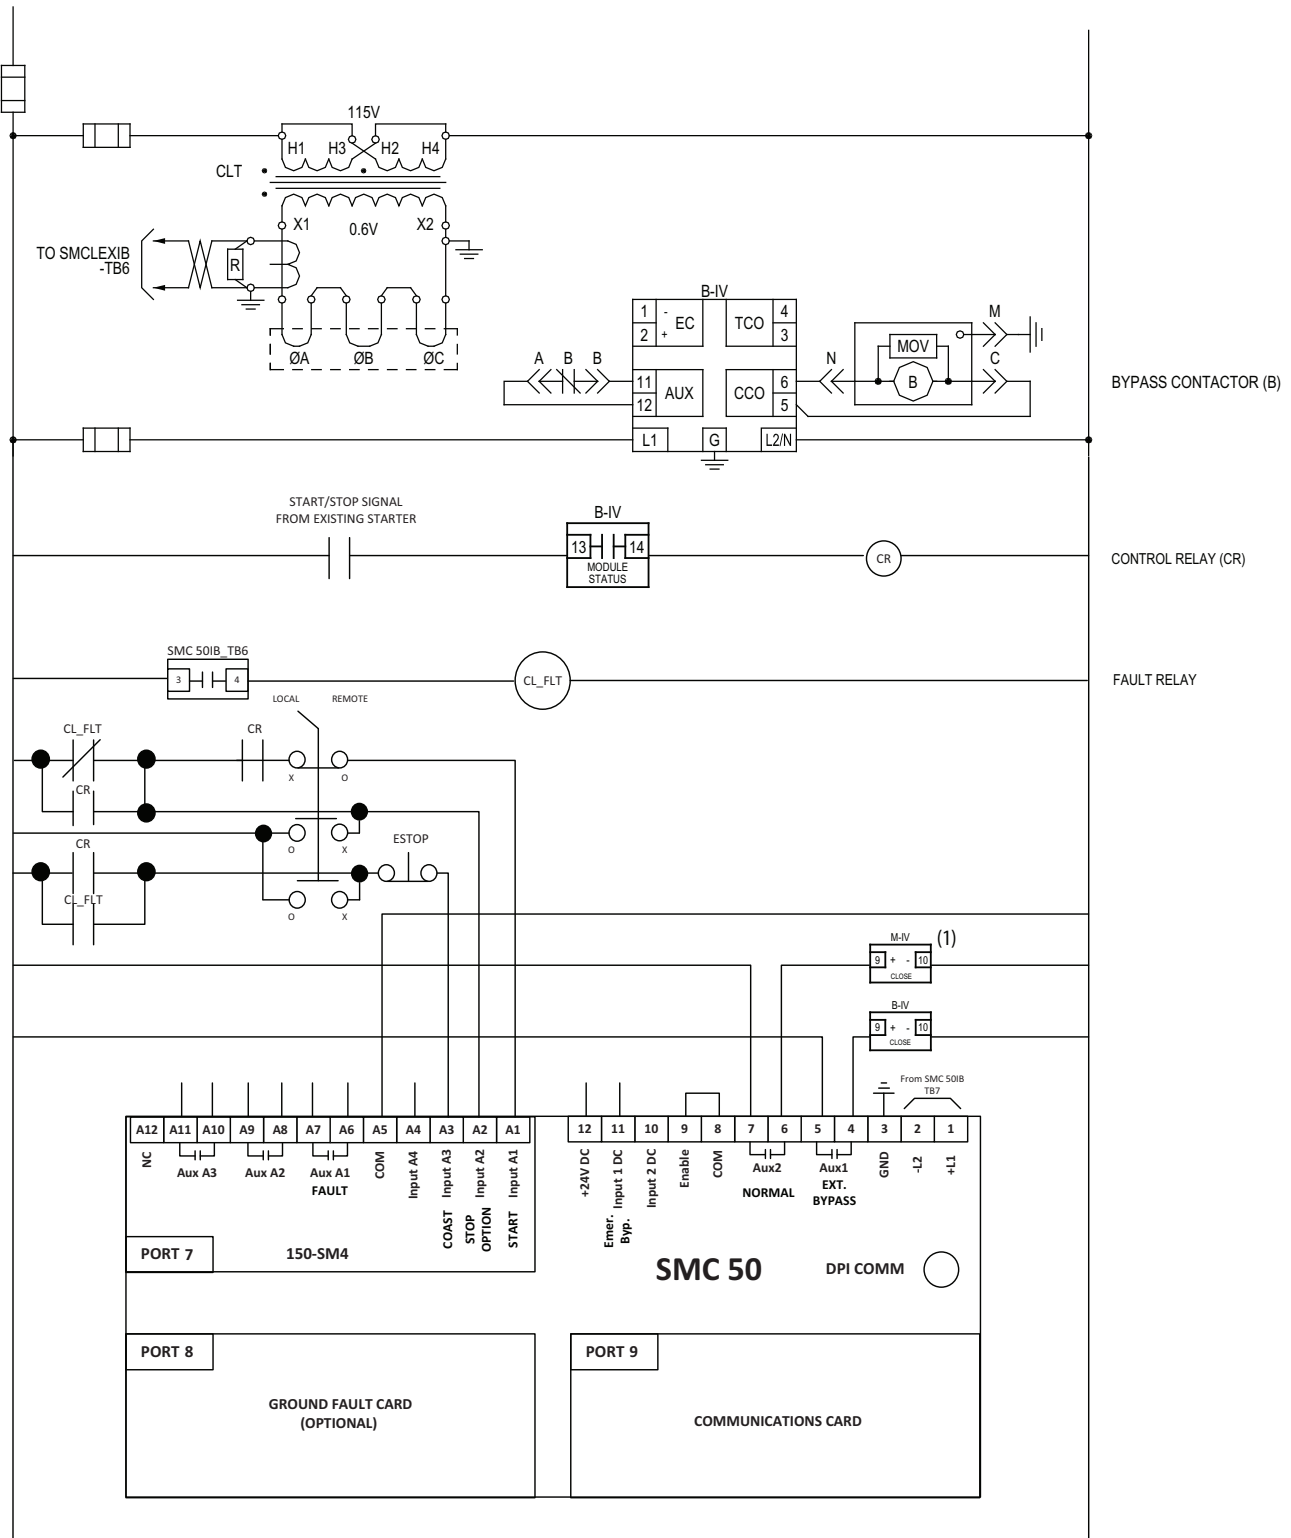 115V
H1 H3 H2 H4
CLT
X1 0.6V X2
TO SMCLEXIB
-TB6
R
ØA ØB ØC
B-IV
1 - EC TCO 4
2 + 3
A B B
11 AUX CCO 6
12 5
L1 G L2/N
N MOV B M C
BYPASS CONTACTOR (B)
START/STOP SIGNAL
FROM EXISTING STARTER
B-IV
13 14
MODULE
STATUS
CR
CONTROL RELAY (CR)
SMC 50IB_TB6
3 4
CL_FLT
FAULT RELAY
LOCAL REMOTE
CL_FLT
CR
X O
CR
O X
CR
ESTOP
CL_FLT
O X
M-IV (1)
9 + - 10
CLOSE
B-IV
9 + - 10
CLOSE
From SMC 50IB
TB7
A12 A11 A10 A9 A8 A7 A6 A5 A4 A3 A2 A1
NC
Aux A3
Aux A2
Aux A1
FAULT
COM
Input A4
Input A3
COAST
Input A2
STOP
OPTION
Input A1
START
12 11 10 9 8 7 6 5 4 3 2 1
+24V DC
Input 1 DC
Emer.
Byp.
Input 2 DC
Enable
COM
Aux2
NORMAL
Aux1
EXT.
BYPASS
GND
-L2
+L1
PORT 7
150-SM4
SMC 50
DPI COMM
PORT 8
GROUND FAULT CARD
(OPTIONAL)
PORT 9
COMMUNICATIONS CARD